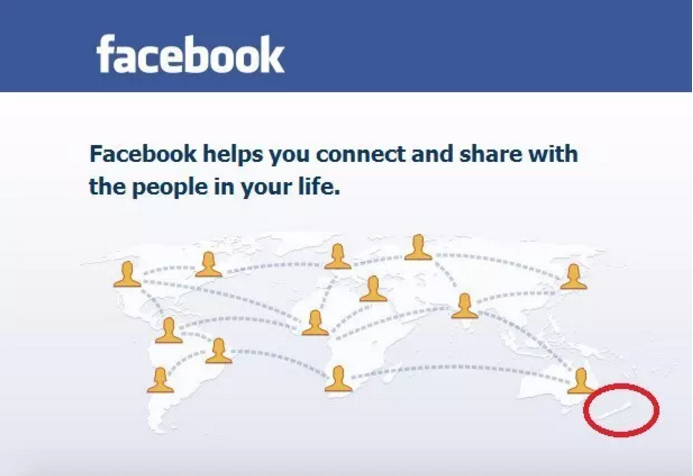 facebook
Facebook helps you connect and share with
the people in your life.